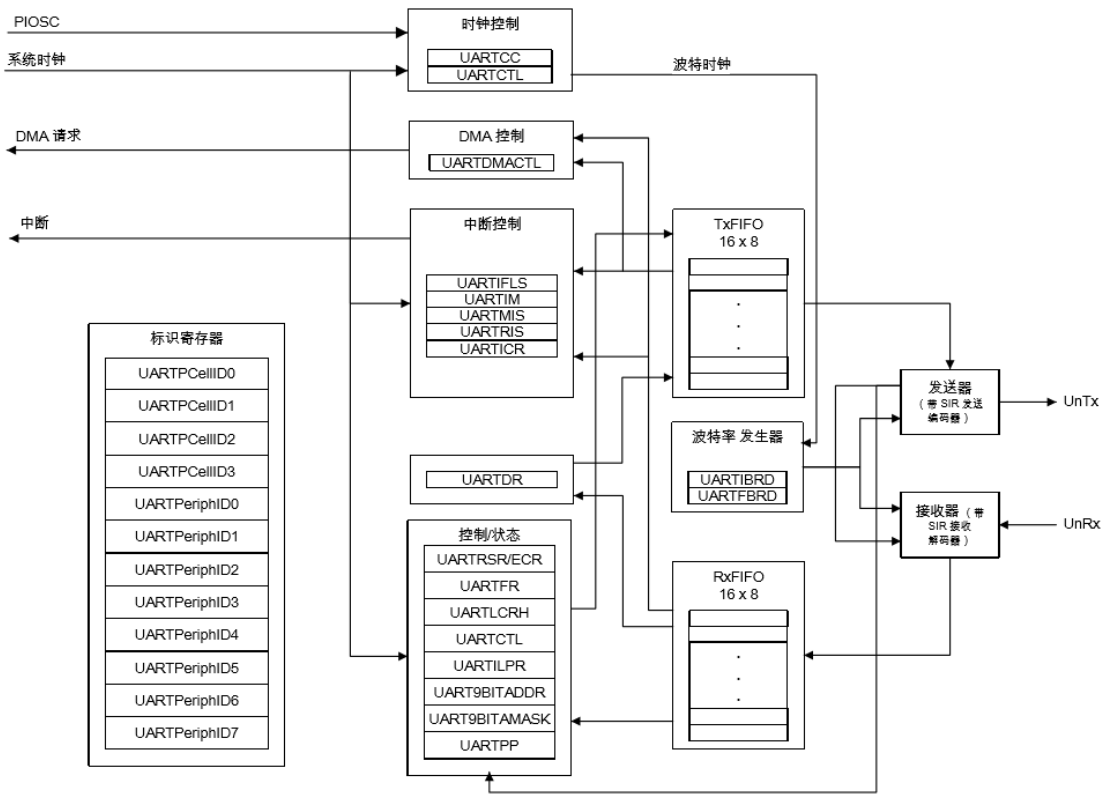 PIOSC
系统时钟
时钟控制
UARTCC
UARTCTL
波特时钟
DMA 请求
DMA 控制
UARTDMACTL
中断
中断控制
UARTIFLS
UARTIM
UARTMIS
UARTRIS
UARTICR
TxFIFO
16 x 8
标识寄存器
UARTPCellID0
UARTPCellID1
UARTPCellID2
UARTPCellID3
UARTPeriphID0
UARTPeriphID1
UARTPeriphID2
UARTPeriphID3
UARTPeriphID4
UARTPeriphID5
UARTPeriphID6
UARTPeriphID7
UARTDR
控制/状态
UARTRSR/ECR
UARTFR
UARTLCRH
UARTCTL
UARTILPR
UART9BITADDR
UART9BITAMASK
UARTPP
波特率 发生器
UARTIBRD
UARTFBRD
RxFIFO
16 x 8
发送器
（带 SIR 发送
编码器）
UnTx
接收器（带
SIR 接收
解码器）
UnRx